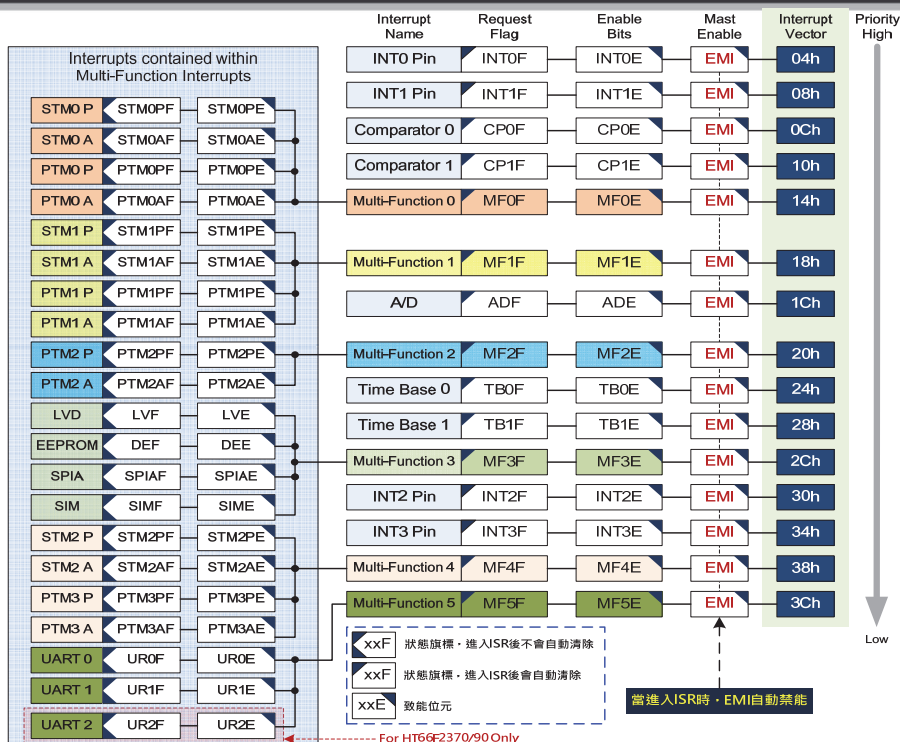 Interrupt Name Request Flag Enable Bits Mast Enable Interrupt Vector Priority High
Interrupts contained within
Multi-Function Interrupts
INT0 Pin INT0F INT0E EMI 04h
INT1 Pin INT1F INT1E EMI 08h
Comparator 0 CP0F CP0E EMI 0Ch
Comparator 1 CP1F CP1E EMI 10h
Multi-Function 0 MF0F MF0E EMI 14h
Multi-Function 1 MF1F MF1E EMI 18h
A/D ADF ADE EMI 1Ch
Multi-Function 2 MF2F MF2E EMI 20h
Time Base 0 TB0F TB0E EMI 24h
Time Base 1 TB1F TB1E EMI 28h
Multi-Function 3 MF3F MF3E EMI 2Ch
INT2 Pin INT2F INT2E EMI 30h
INT3 Pin INT3F INT3E EMI 34h
Multi-Function 4 MF4F MF4E EMI 38h
Multi-Function 5 MF5F MF5E EMI 3Ch
Low
STM0 P STM0PF STM0PE
STM0 A STM0AF STM0AE
PTM0 P PTM0PF PTM0PE
PTM0 A PTM0AF PTM0AE
STM1 P STM1PF STM1PE
STM1 A STM1AF STM1AE
PTM1 P PTM1PF PTM1PE
PTM1 A PTM1AF PTM1AE
PTM2 P PTM2PF PTM2PE
PTM2 A PTM2AF PTM2AE
LVD LVF LVE
EEPROM DEF DEE
SPIA SPIAF SPIAE
SIM SIMF SIME
STM2 P STM2PF STM2PE
STM2 A STM2AF STM2AE
PTM3 P PTM3PF PTM3PE
PTM3 A PTM3AF PTM3AE
UART 0 UR0F UR0E
UART 1 UR1F UR1E
UART 2 UR2F UR2E
xxF 狀態旗標，進入ISR後不會自動清除
xxF 狀態旗標，進入ISR後會自動清除
xxE 致能位元
當進入ISR時，EMI自動禁能
For HT66F2370/90 Only